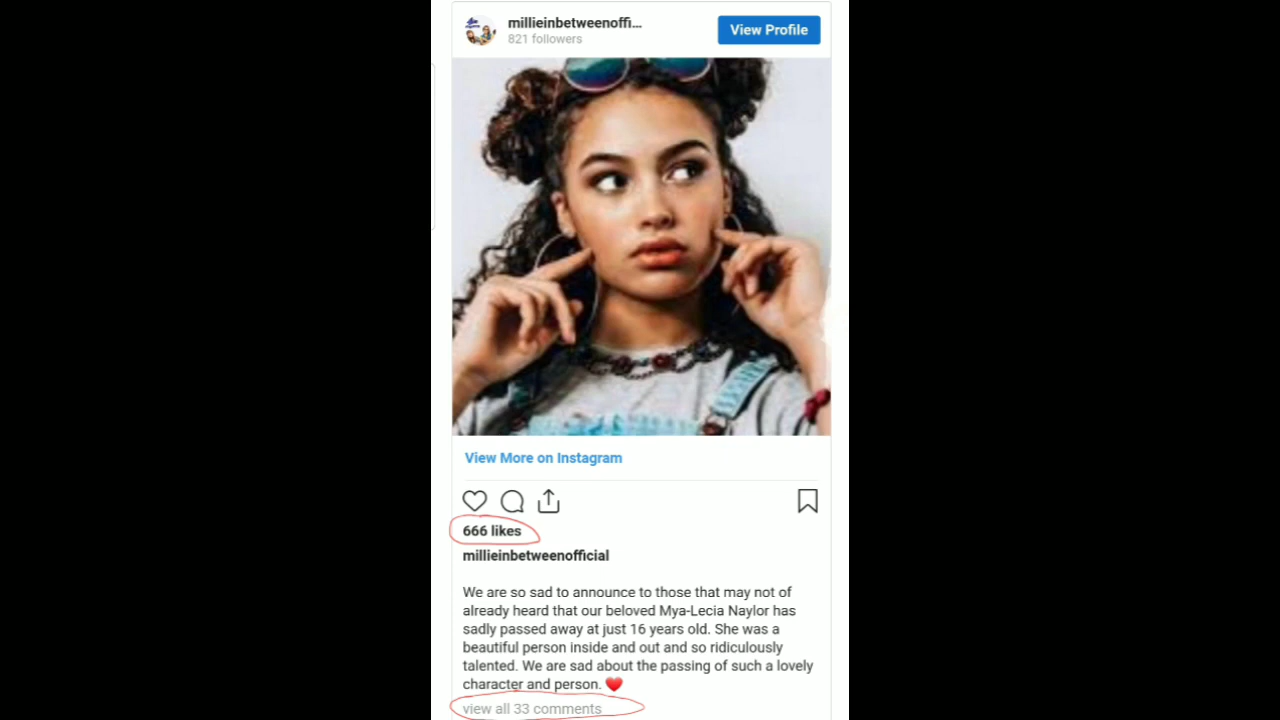 millieinbetweenoffi...
821 followers
View Profile
View More on Instagram
666 likes
millieinbetweenofficial
We are so sad to announce to those that may not of
already heard that our beloved Mya-Lecia Naylor has
sadly passed away at just 16 years old. She was a
beautiful person inside and out and so ridiculously
talented. We are sad about the passing of such a lovely
character and person. ❤️
view all 33 comments